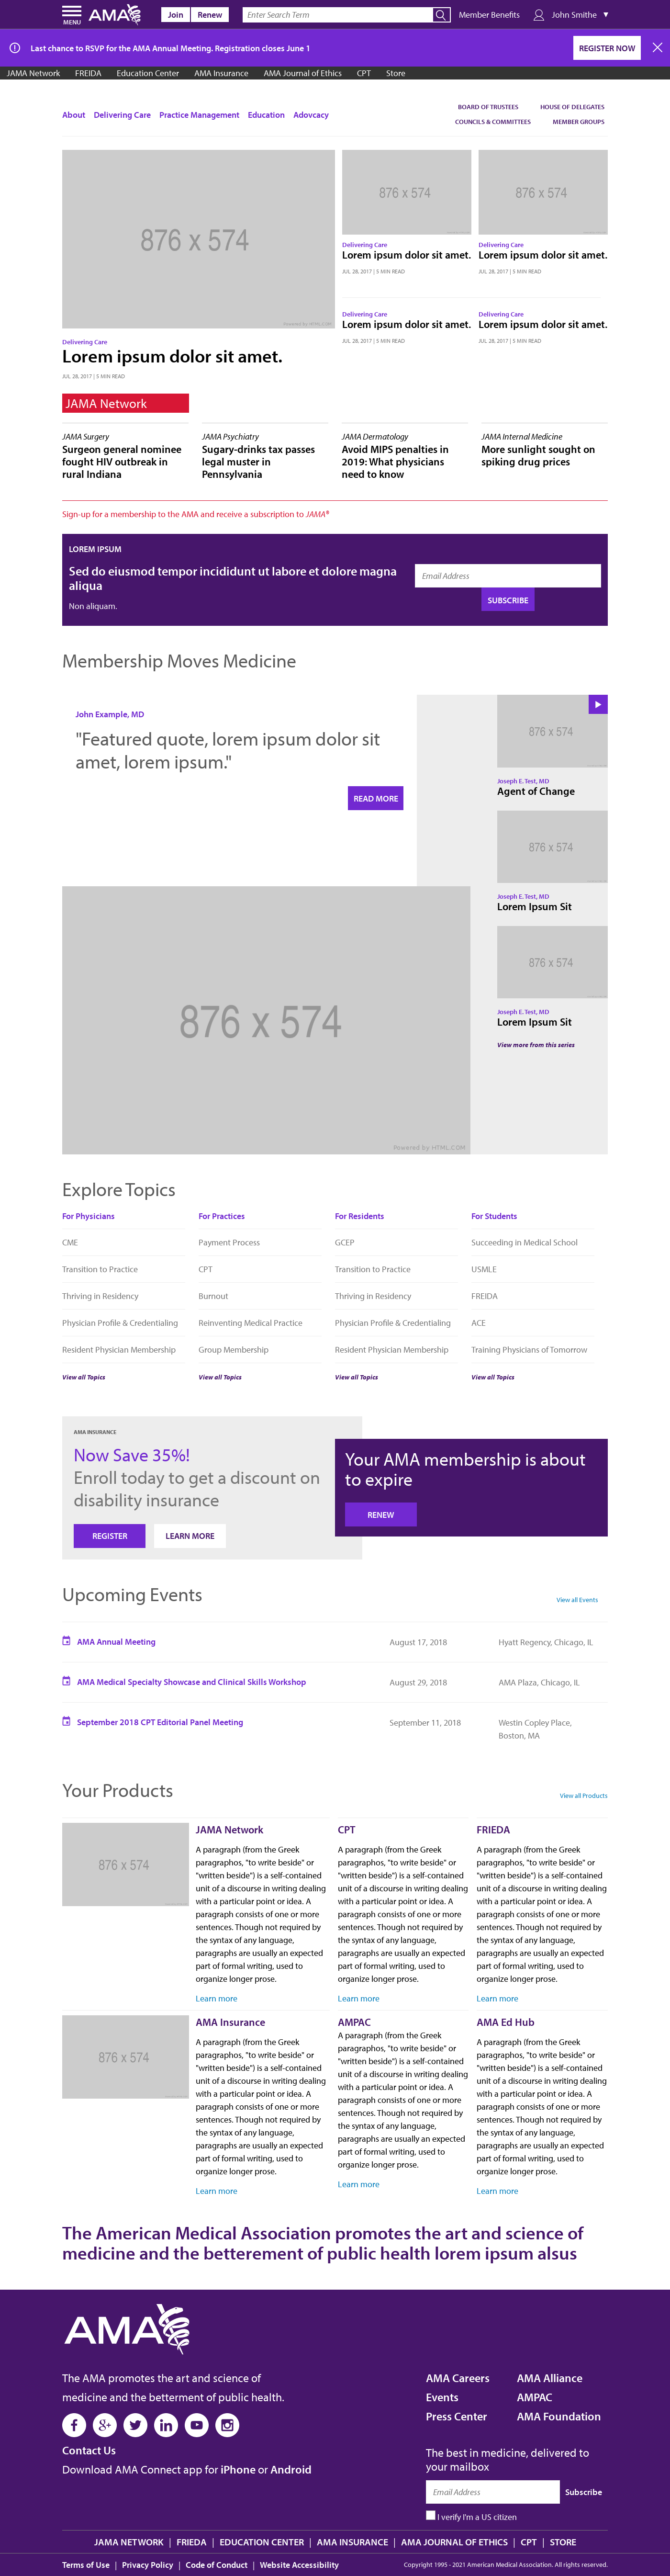 MENU
AMA
Join
Renew
Enter Search Term
Member Benefits
John Smithe
Last chance to RSVP for the AMA Annual Meeting. Registration closes June 1
REGISTER NOW
JAMA Network FREIDA Education Center AMA Insurance AMA Journal of Ethics CPT Store
About Delivering Care Practice Management Education Adovcacy
BOARD OF TRUSTEES HOUSE OF DELEGATES
COUNCILS & COMMITTEES MEMBER GROUPS
876 x 574
Powered by HTML.COM
Delivering Care
Lorem ipsum dolor sit amet.
JUL 28, 2017 | 5 MIN READ
876 x 574
Delivering Care
Lorem ipsum dolor sit amet.
JUL 28, 2017 | 5 MIN READ
876 x 574
Delivering Care
Lorem ipsum dolor sit amet.
JUL 28, 2017 | 5 MIN READ
Delivering Care
Lorem ipsum dolor sit amet.
JUL 28, 2017 | 5 MIN READ
Delivering Care
Lorem ipsum dolor sit amet.
JUL 28, 2017 | 5 MIN READ
JAMA Network
JAMA Surgery
Surgeon general nominee
fought HIV outbreak in
rural Indiana
JAMA Psychiatry
Sugary-drinks tax passes
legal muster in
Pennsylvania
JAMA Dermatology
Avoid MIPS penalties in
2019: What physicians
need to know
JAMA Internal Medicine
More sunlight sought on
spiking drug prices
Sign-up for a membership to the AMA and receive a subscription to JAMA®
LOREM IPSUM
Sed do eiusmod tempor incididunt ut labore et dolore magna
aliqua
Non aliquam.
Email Address
SUBSCRIBE
Membership Moves Medicine
John Example, MD
"Featured quote, lorem ipsum dolor sit
amet, lorem ipsum."
READ MORE
876 x 574
Powered by HTML.COM
876 x 574
Joseph E. Test, MD
Agent of Change
876 x 574
Joseph E. Test, MD
Lorem Ipsum Sit
876 x 574
Joseph E. Test, MD
Lorem Ipsum Sit
View more from this series
Explore Topics
For Physicians
CME
Transition to Practice
Thriving in Residency
Physician Profile & Credentialing
Resident Physician Membership
View all Topics
For Practices
Payment Process
CPT
Burnout
Reinventing Medical Practice
Group Membership
View all Topics
For Residents
GCEP
Transition to Practice
Thriving in Residency
Physician Profile & Credentialing
Resident Physician Membership
View all Topics
For Students
Succeeding in Medical School
USMLE
FREIDA
ACE
Training Physicians of Tomorrow
View all Topics
AMA INSURANCE
Now Save 35%!
Enroll today to get a discount on
disability insurance
REGISTER
LEARN MORE
Your AMA membership is about
to expire
RENEW
Upcoming Events
View all Events
AMA Annual Meeting August 17, 2018 Hyatt Regency, Chicago, IL
AMA Medical Specialty Showcase and Clinical Skills Workshop August 29, 2018 AMA Plaza, Chicago, IL
September 2018 CPT Editorial Panel Meeting September 11, 2018 Westin Copley Place,
Boston, MA
Your Products
View all Products
876 x 574
JAMA Network
A paragraph (from the Greek
paragraphos, "to write beside" or
"written beside") is a self-contained
unit of a discourse in writing dealing
with a particular point or idea. A
paragraph consists of one or more
sentences. Though not required by
the syntax of any language,
paragraphs are usually an expected
part of formal writing, used to
organize longer prose.
Learn more
CPT
A paragraph (from the Greek
paragraphos, "to write beside" or
"written beside") is a self-contained
unit of a discourse in writing dealing
with a particular point or idea. A
paragraph consists of one or more
sentences. Though not required by
the syntax of any language,
paragraphs are usually an expected
part of formal writing, used to
organize longer prose.
Learn more
FRIEDA
A paragraph (from the Greek
paragraphos, "to write beside" or
"written beside") is a self-contained
unit of a discourse in writing dealing
with a particular point or idea. A
paragraph consists of one or more
sentences. Though not required by
the syntax of any language,
paragraphs are usually an expected
part of formal writing, used to
organize longer prose.
Learn more
876 x 574
AMA Insurance
A paragraph (from the Greek
paragraphos, "to write beside" or
"written beside") is a self-contained
unit of a discourse in writing dealing
with a particular point or idea. A
paragraph consists of one or more
sentences. Though not required by
the syntax of any language,
paragraphs are usually an expected
part of formal writing, used to
organize longer prose.
Learn more
AMPAC
A paragraph (from the Greek
paragraphos, "to write beside" or
"written beside") is a self-contained
unit of a discourse in writing dealing
with a particular point or idea. A
paragraph consists of one or more
sentences. Though not required by
the syntax of any language,
paragraphs are usually an expected
part of formal writing, used to
organize longer prose.
Learn more
AMA Ed Hub
A paragraph (from the Greek
paragraphos, "to write beside" or
"written beside") is a self-contained
unit of a discourse in writing dealing
with a particular point or idea. A
paragraph consists of one or more
sentences. Though not required by
the syntax of any language,
paragraphs are usually an expected
part of formal writing, used to
organize longer prose.
Learn more
The American Medical Association promotes the art and science of
medicine and the betterement of public health lorem ipsum alsus
AMA
The AMA promotes the art and science of
medicine and the betterment of public health.
Contact Us
Download AMA Connect app for iPhone or Android
AMA Careers AMA Alliance
Events AMPAC
Press Center AMA Foundation
The best in medicine, delivered to
your mailbox
Email Address
Subscribe
I verify I'm a US citizen
JAMA NETWORK | FRIEDA | EDUCATION CENTER | AMA INSURANCE | AMA JOURNAL OF ETHICS | CPT | STORE
Terms of Use | Privacy Policy | Code of Conduct | Website Accessibility
Copyright 1995 - 2021 American Medical Association. All rights reserved.